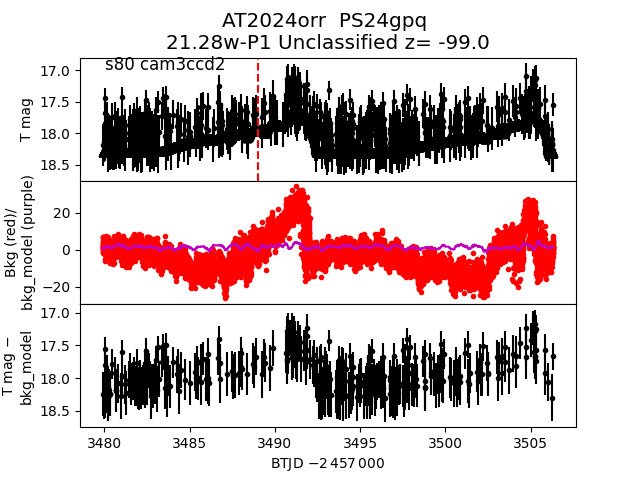 AT2024orr  PS24gpq
21.28w-P1 Unclassified z= -99.0
s80 cam3ccd2
T mag
17.0
17.5
18.0
18.5
Bkg (red)/
bkg_model (purple)
20
0
−20
T mag −
bkg_model
17.0
17.5
18.0
18.5
3480
3485
3490
3495
3500
3505
BTJD −2 457 000